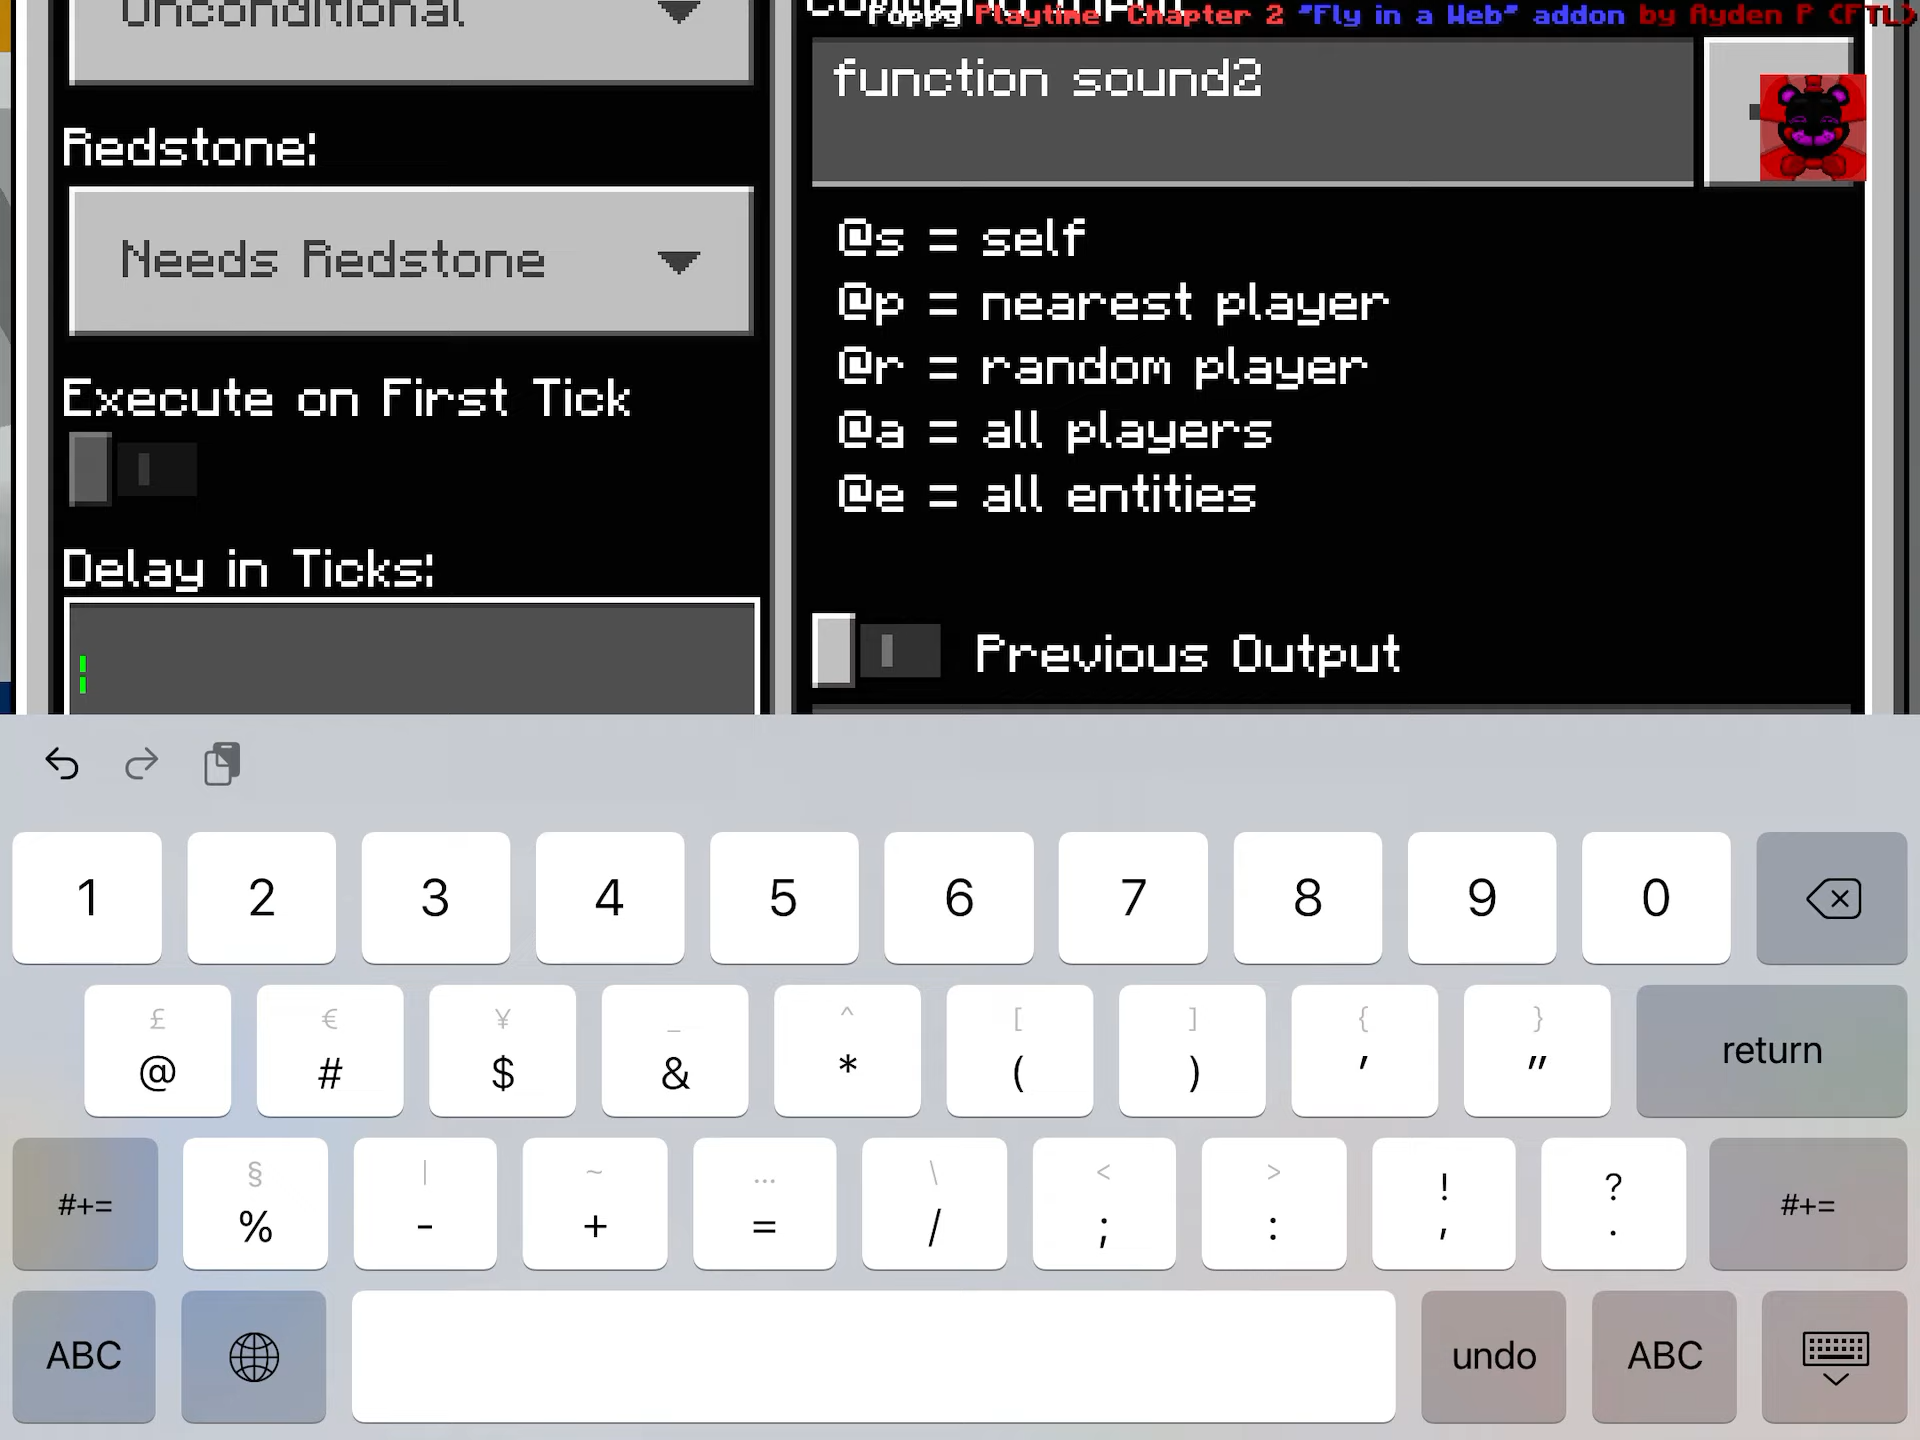 Unconditional
Redstone:
Needs Redstone
Execute on First Tick
Delay in Ticks:
Command Input
Poppy Playtime Chapter 2 "Fly in a Web" addon by Ayden P (FTL)
function sound2
@s = self
@p = nearest player
@r = random player
@a = all players
@e = all entities
Previous Output
1 2 3 4 5 6 7 8 9 0
£ € ¥ _ ^ [ ] { }
@ # $ & * ( ) ' " return
§ | ~ … \ < > ! ?
#+= % - + = / ; : , . #+=
ABC undo ABC